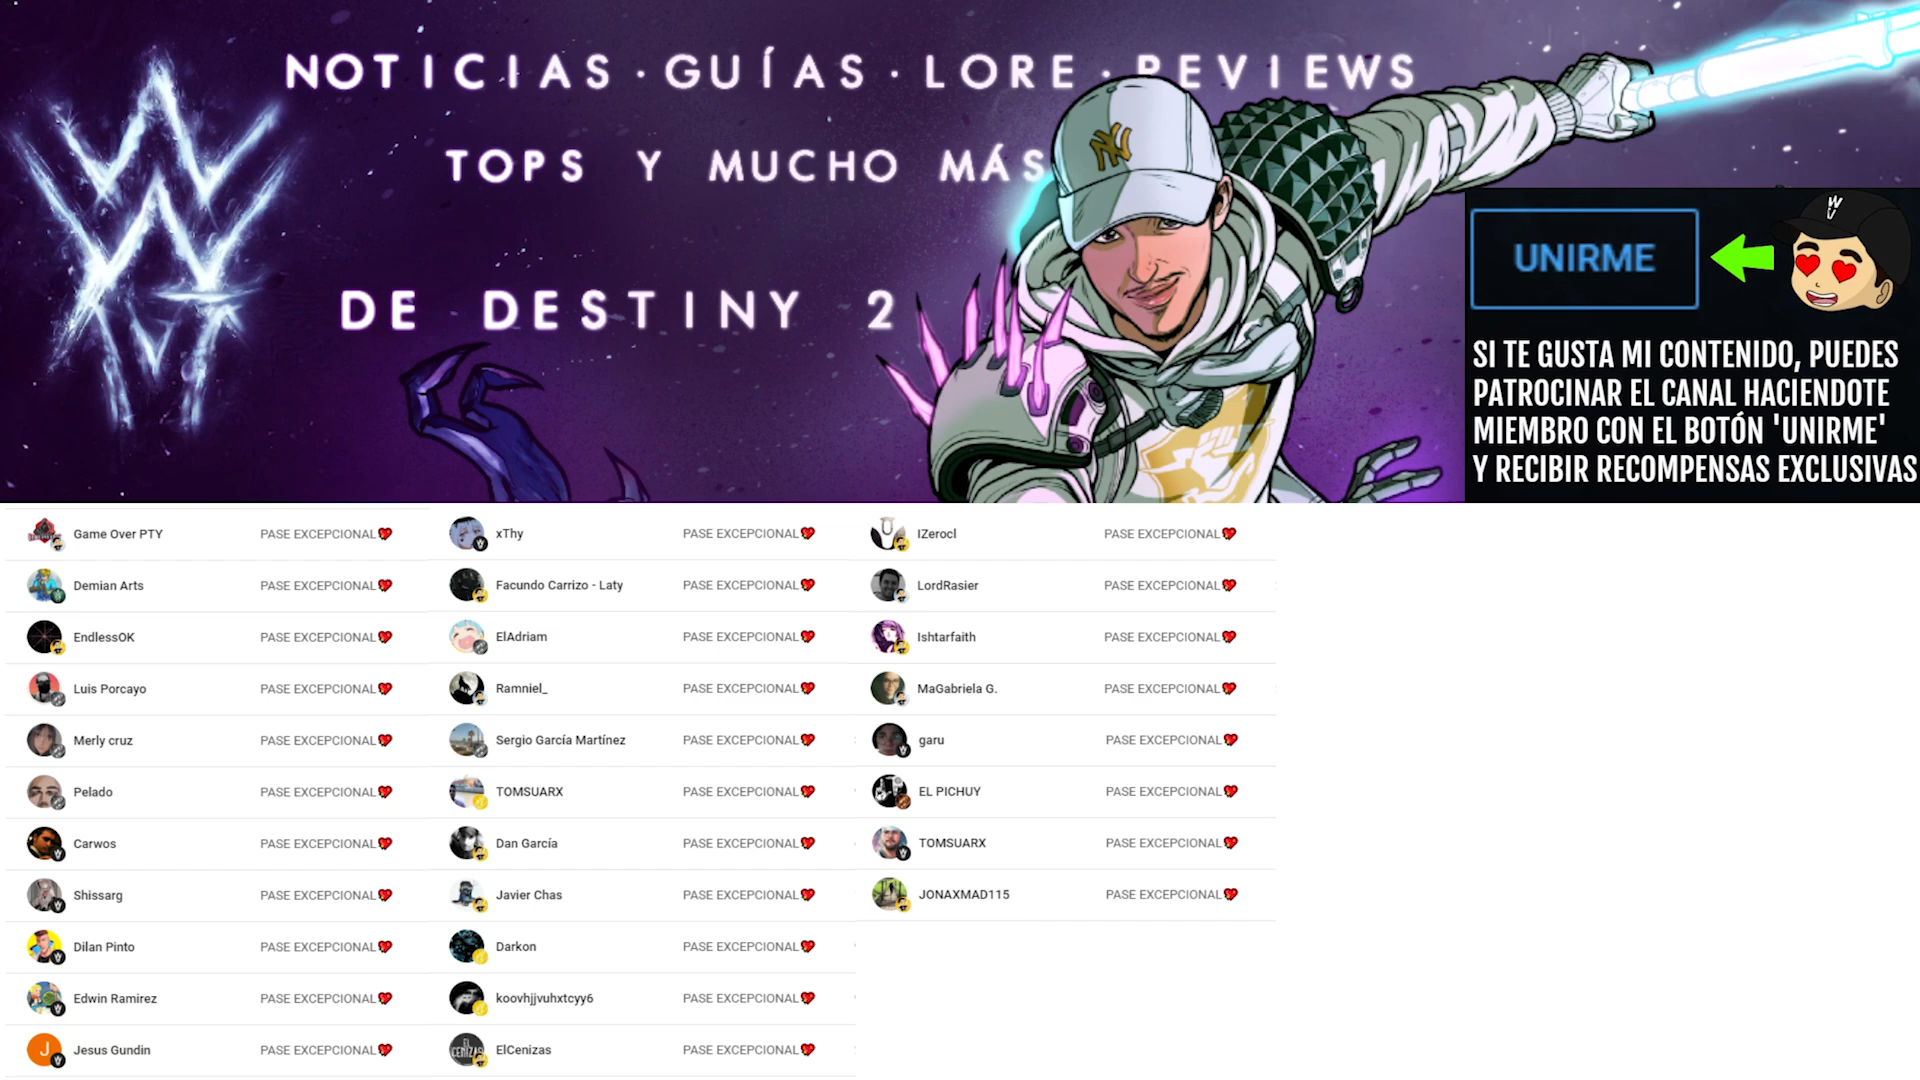 NOTICIAS · GUÍAS · LORE · REVIEWS
TOPS Y MUCHO MÁS
DE DESTINY 2
NY
W
U
UNIRME
SI TE GUSTA MI CONTENIDO, PUEDES
PATROCINAR EL CANAL HACIENDOTE
MIEMBRO CON EL BOTÓN 'UNIRME'
Y RECIBIR RECOMPENSAS EXCLUSIVAS
Game Over PTY PASE EXCEPCIONAL
Demian Arts PASE EXCEPCIONAL
EndlessOK PASE EXCEPCIONAL
Luis Porcayo PASE EXCEPCIONAL
Merly cruz PASE EXCEPCIONAL
Pelado PASE EXCEPCIONAL
Carwos PASE EXCEPCIONAL
Shissarg PASE EXCEPCIONAL
Dilan Pinto PASE EXCEPCIONAL
Edwin Ramirez PASE EXCEPCIONAL
J Jesus Gundin PASE EXCEPCIONAL
xThy PASE EXCEPCIONAL
Facundo Carrizo - Laty PASE EXCEPCIONAL
ElAdriam PASE EXCEPCIONAL
Ramniel_ PASE EXCEPCIONAL
Sergio García Martínez PASE EXCEPCIONAL
TOMSUARX PASE EXCEPCIONAL
Dan García PASE EXCEPCIONAL
Javier Chas PASE EXCEPCIONAL
Darkon PASE EXCEPCIONAL
koovhjjvuhxtcyy6 PASE EXCEPCIONAL
EL CENIZAS ElCenizas PASE EXCEPCIONAL
IZerocl PASE EXCEPCIONAL
LordRasier PASE EXCEPCIONAL
Ishtarfaith PASE EXCEPCIONAL
MaGabriela G. PASE EXCEPCIONAL
garu PASE EXCEPCIONAL
EL PICHUY PASE EXCEPCIONAL
TOMSUARX PASE EXCEPCIONAL
JONAXMAD115 PASE EXCEPCIONAL